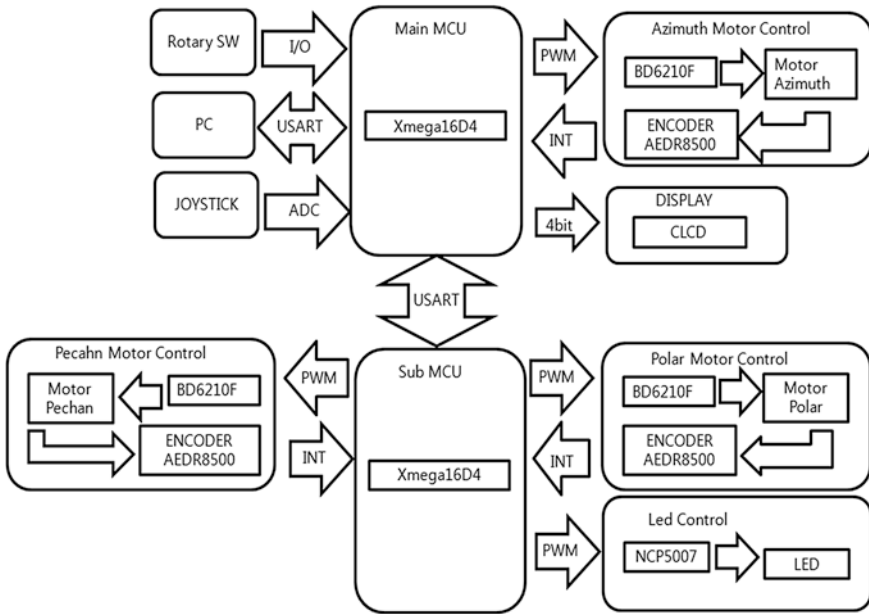 Rotary SW
I/O
Main MCU
PWM
Azimuth Motor Control
BD6210F
Motor
Azimuth
PC
USART
Xmega16D4
INT
ENCODER
AEDR8500
JOYSTICK
ADC
4bit
DISPLAY
CLCD
USART
Pecahn Motor Control
Motor
Pechan
BD6210F
ENCODER
AEDR8500
PWM
INT
Sub MCU
Xmega16D4
PWM
INT
PWM
Polar Motor Control
BD6210F
Motor
Polar
ENCODER
AEDR8500
Led Control
NCP5007
LED